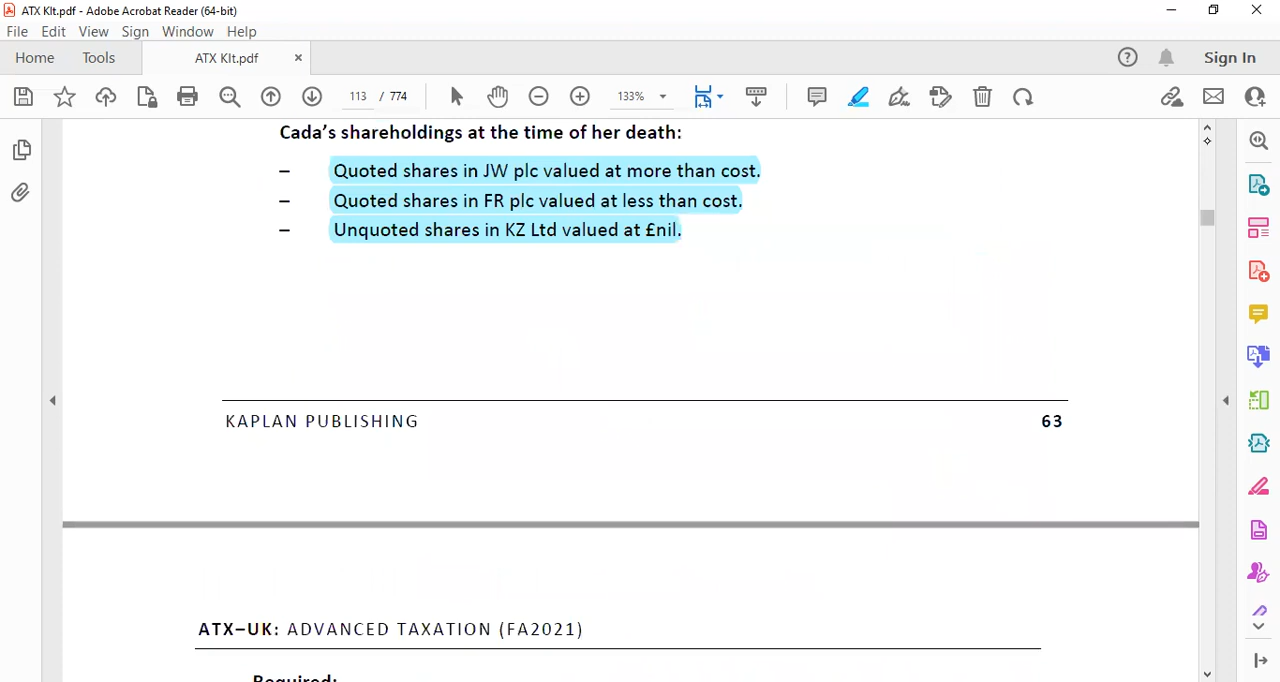 ATX KIt.pdf - Adobe Acrobat Reader (64-bit)
File Edit View Sign Window Help
Home Tools ATX KIt.pdf × Sign In
113 / 774 133%
Cada's shareholdings at the time of her death:
– Quoted shares in JW plc valued at more than cost.
– Quoted shares in FR plc valued at less than cost.
– Unquoted shares in KZ Ltd valued at £nil.
KAPLAN PUBLISHING 63
ATX–UK: ADVANCED TAXATION (FA2021)
Required: